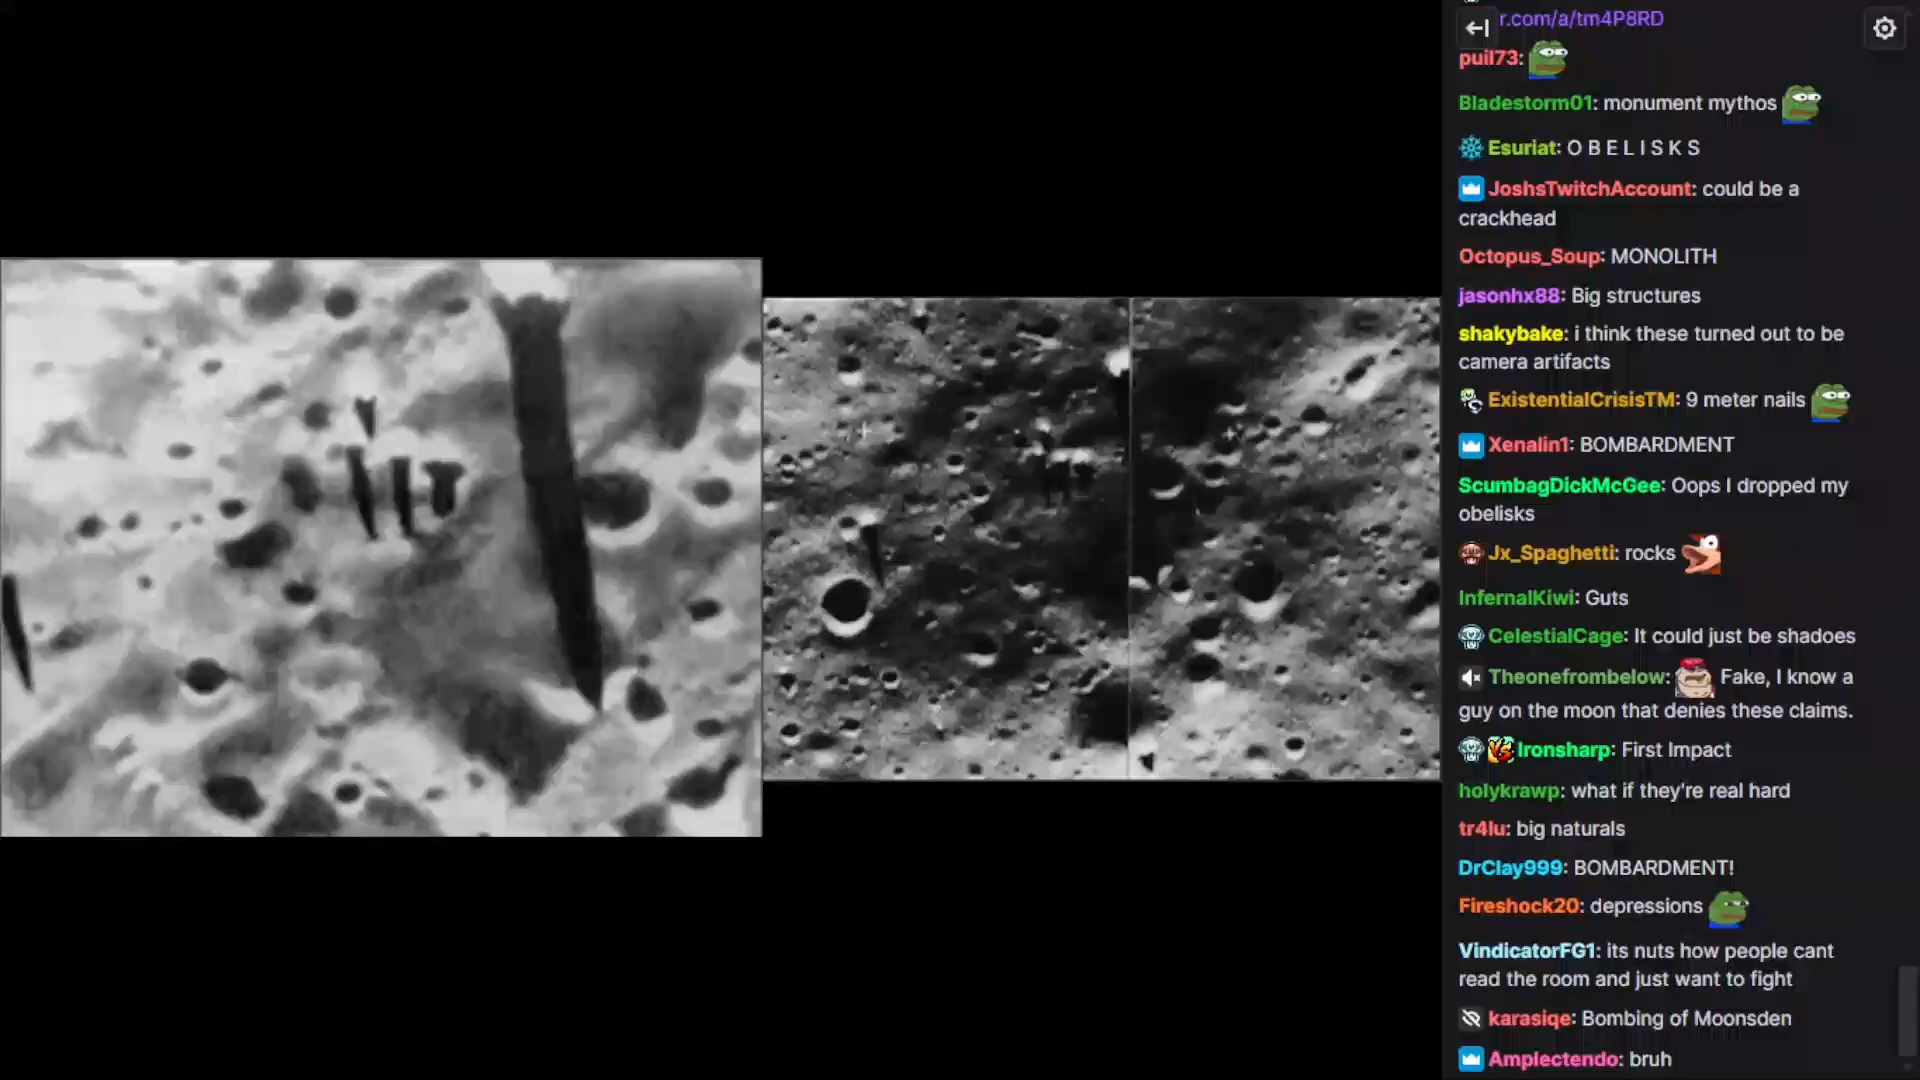 r.com/a/tm4P8RD
puil73:
Bladestorm01: monument mythos
Esuriat: O B E L I S K S
JoshsTwitchAccount: could be a
crackhead
Octopus_Soup: MONOLITH
jasonhx88: Big structures
shakybake: i think these turned out to be
camera artifacts
ExistentialCrisisTM: 9 meter nails
Xenalin1: BOMBARDMENT
ScumbagDickMcGee: Oops I dropped my
obelisks
Jx_Spaghetti: rocks
InfernalKiwi: Guts
CelestialCage: It could just be shadoes
Theonefrombelow: Fake, I know a
guy on the moon that denies these claims.
Ironsharp: First Impact
holykrawp: what if they're real hard
tr4lu: big naturals
DrClay999: BOMBARDMENT!
Fireshock20: depressions
VindicatorFG1: its nuts how people cant
read the room and just want to fight
karasiqe: Bombing of Moonsden
Amplectendo: bruh